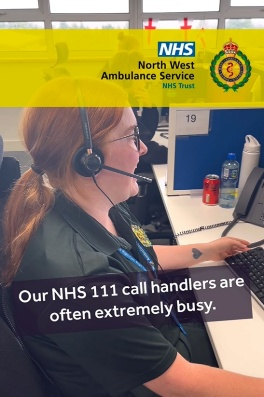 NHS
North West
Ambulance Service
NHS Trust
19
Our NHS 111 call handlers are
often extremely busy.